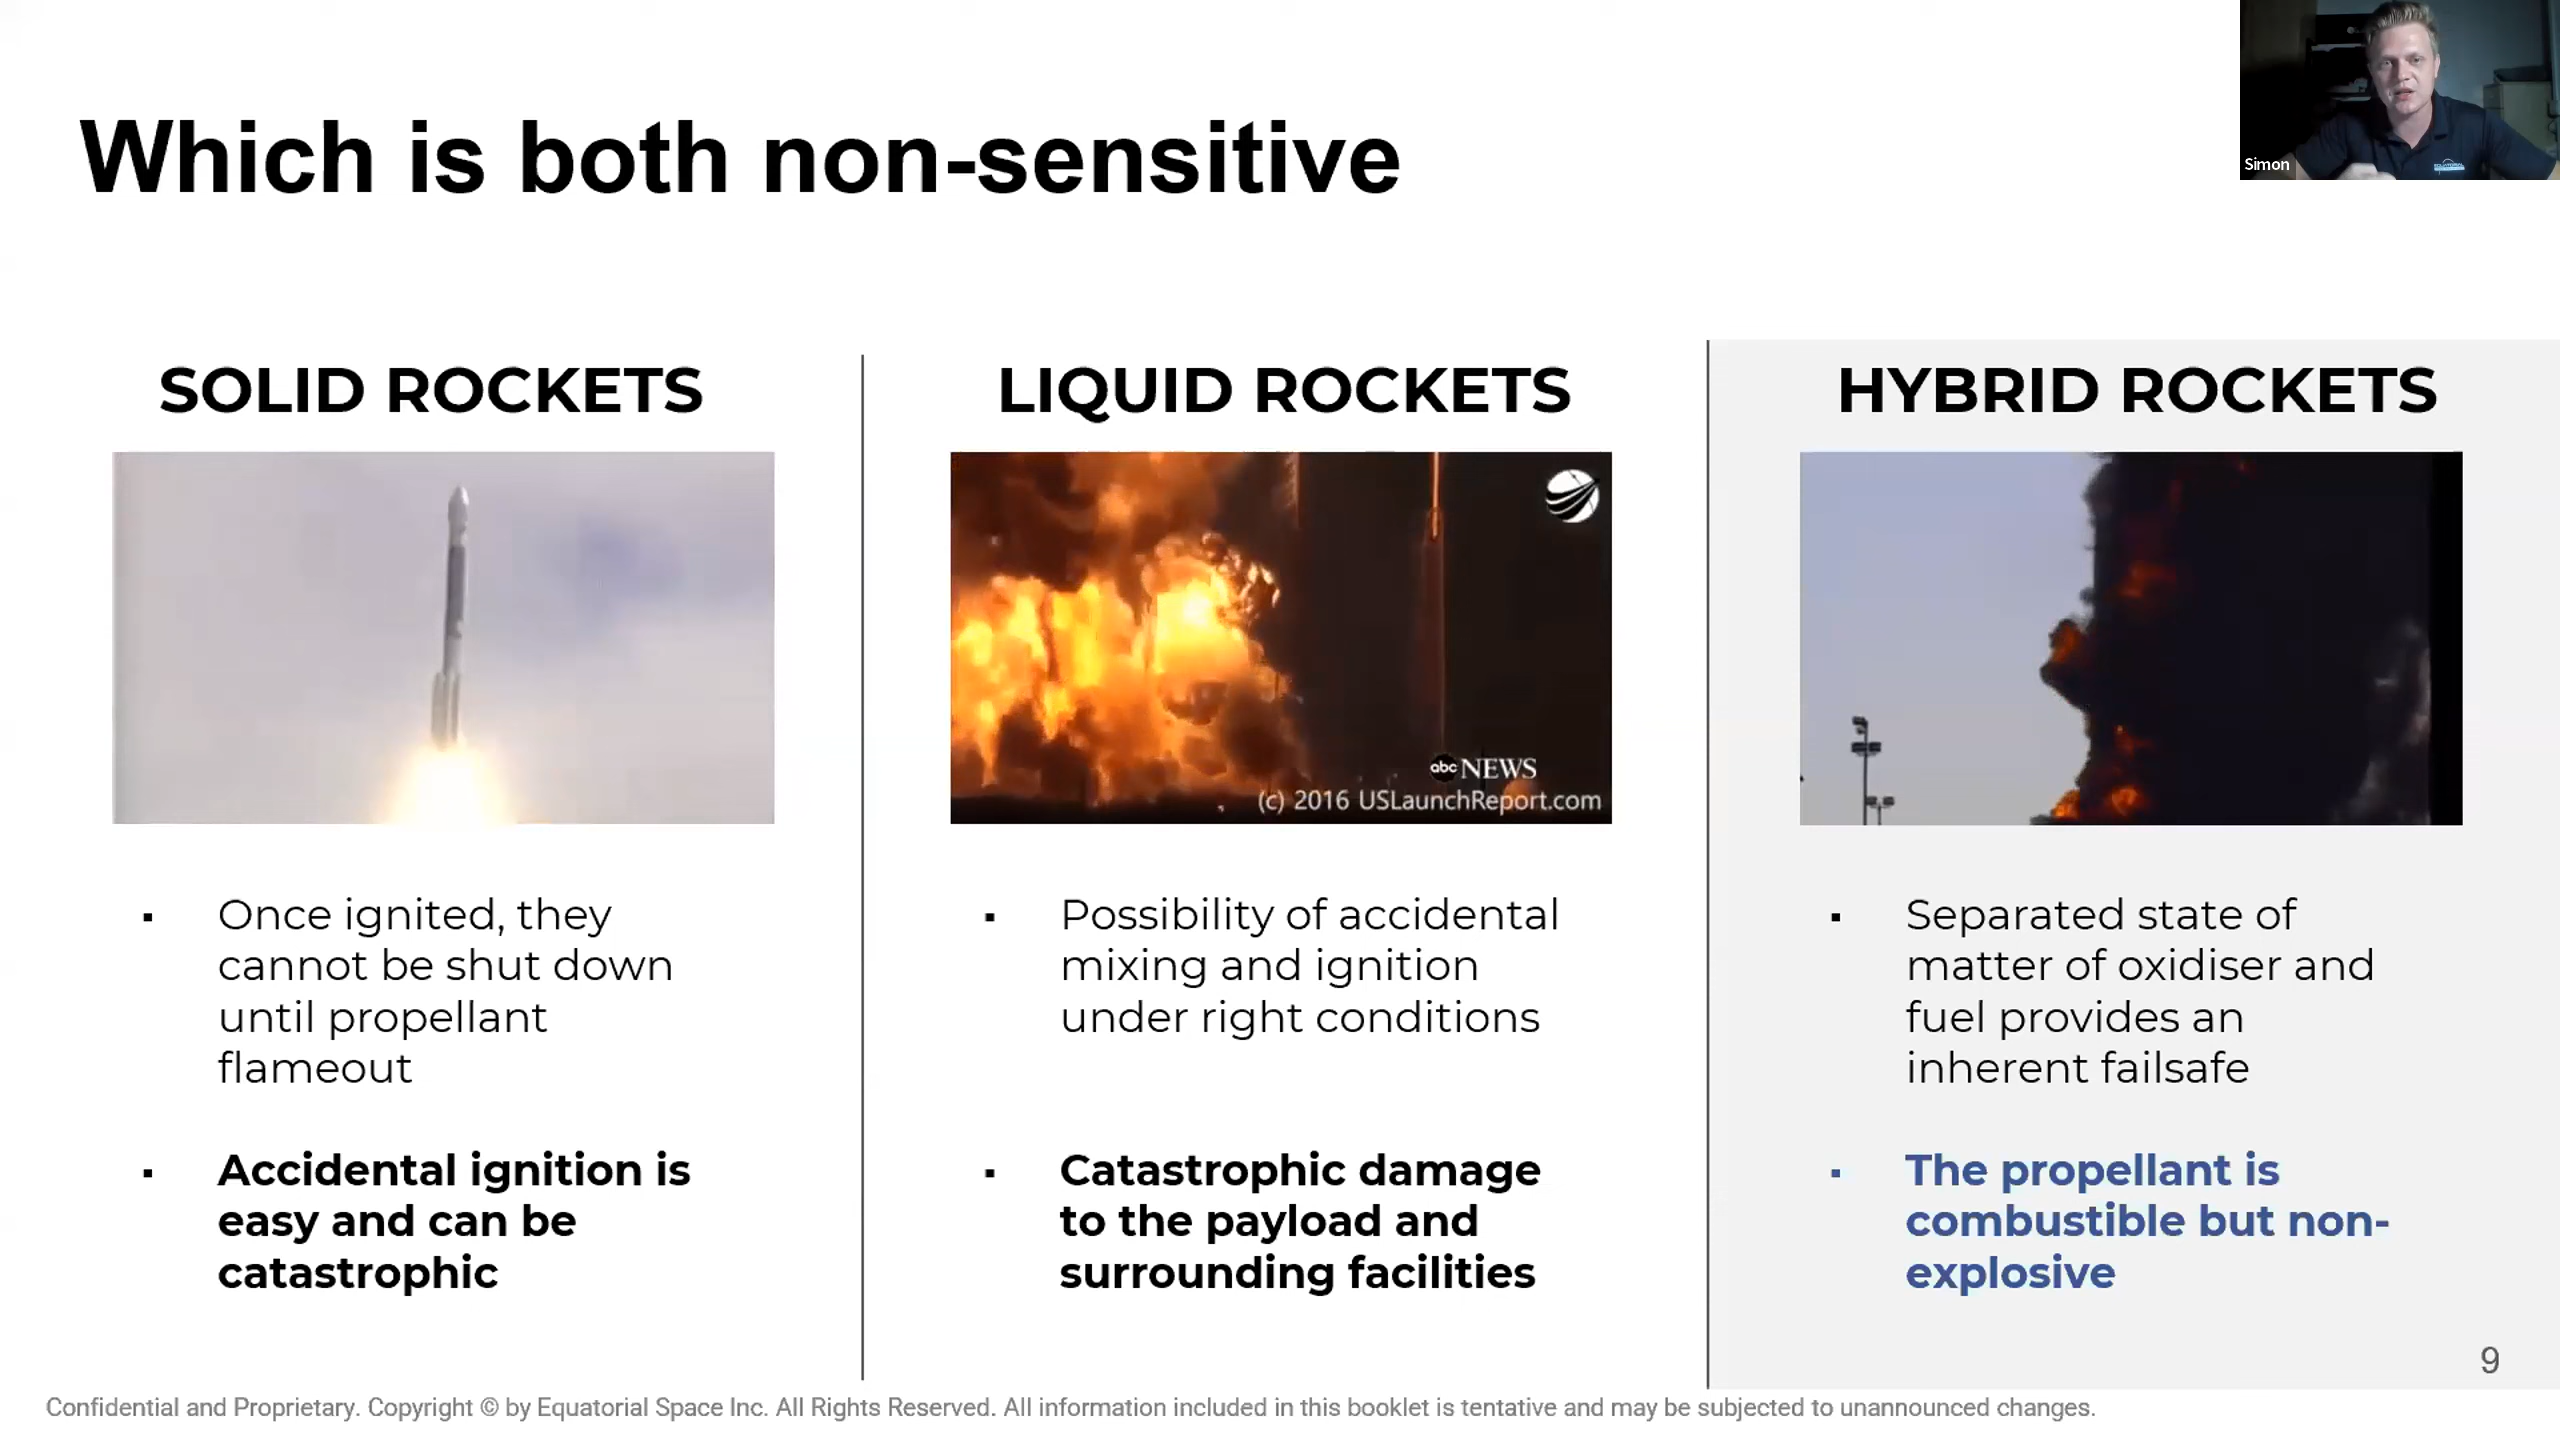 Which is both non-sensitive
Simon
SOLID ROCKETS
▪ Once ignited, they
cannot be shut down
until propellant
flameout
▪ Accidental ignition is
easy and can be
catastrophic
LIQUID ROCKETS
abc NEWS
(c) 2016 USLaunchReport.com
▪ Possibility of accidental
mixing and ignition
under right conditions
▪ Catastrophic damage
to the payload and
surrounding facilities
HYBRID ROCKETS
▪ Separated state of
matter of oxidiser and
fuel provides an
inherent failsafe
▪ The propellant is
combustible but non-
explosive
9
Confidential and Proprietary. Copyright © by Equatorial Space Inc. All Rights Reserved. All information included in this booklet is tentative and may be subjected to unannounced changes.